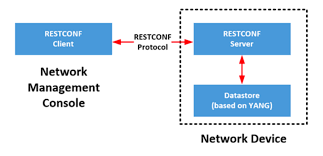 RESTCONF
Client
RESTCONF
Protocol
RESTCONF
Server
Network
Management
Console
Datastore
(based on YANG)
Network Device